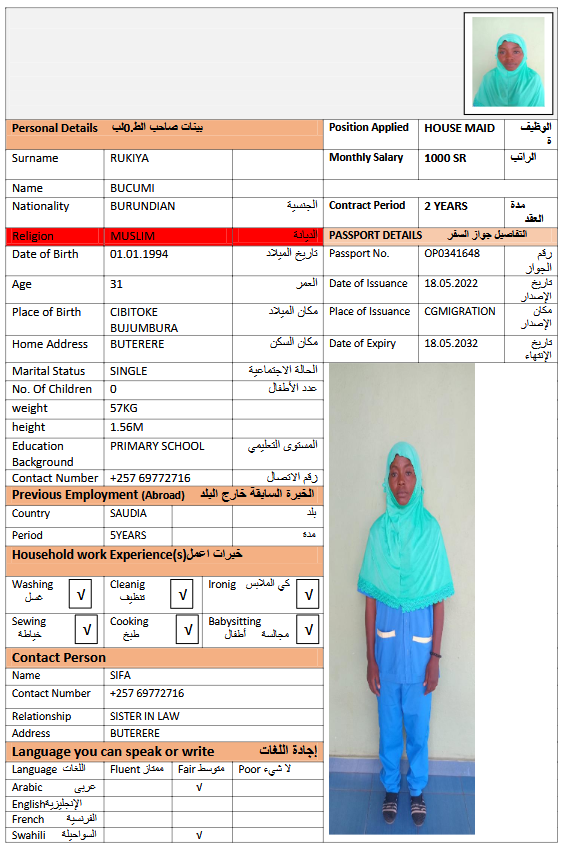 Personal Details بينات صاحب الط.0لب
Position Applied HOUSE MAID الوظيف
ة
Surname RUKIYA
Monthly Salary 1000 SR الراتب
Name BUCUMI
Nationality BURUNDIAN الجنسية
Contract Period 2 YEARS مدة
العقد
Religion MUSLIM الديانة
PASSPORT DETAILS التفاصيل جواز السفر
Date of Birth 01.01.1994 تاريخ الميلاد
Passport No. OP0341648 رقم
الجواز
Age 31 العمر
Date of Issuance 18.05.2022 تاريخ
الإصدار
Place of Birth CIBITOKE مكان الميلاد
BUJUMBURA
Place of Issuance CGMIGRATION مكان
الإصدار
Home Address BUTERERE مكان السكن
Date of Expiry 18.05.2032 تاريخ
الإنتهاء
Marital Status SINGLE الحالة الاجتماعية
No. Of Children 0 عدد الأطفال
weight 57KG
height 1.56M
Education PRIMARY SCHOOL المستوى التعليمي
Background
Contact Number +257 69772716 رقم الاتصال
Previous Employment (Abroad) الخبرة السابقة خارج البلد
Country SAUDIA بلد
Period 5YEARS مدة
Household work Experience(s) خبرات اعمل
Washing √ Cleanig √ Ironig كي الملابس √
غسل تنظيف
Sewing √ Cooking √ Babysitting √
خياطة طبخ مجالسة أطفال
Contact Person
Name SIFA
Contact Number +257 69772716
Relationship SISTER IN LAW
Address BUTERERE
Language you can speak or write إجادة اللغات
Language اللغات Fluent ممتاز Fair متوسط Poor لا شيء
Arabic عربى √
English الإنجليزية
French الفرنسية
Swahili السواحيلة √